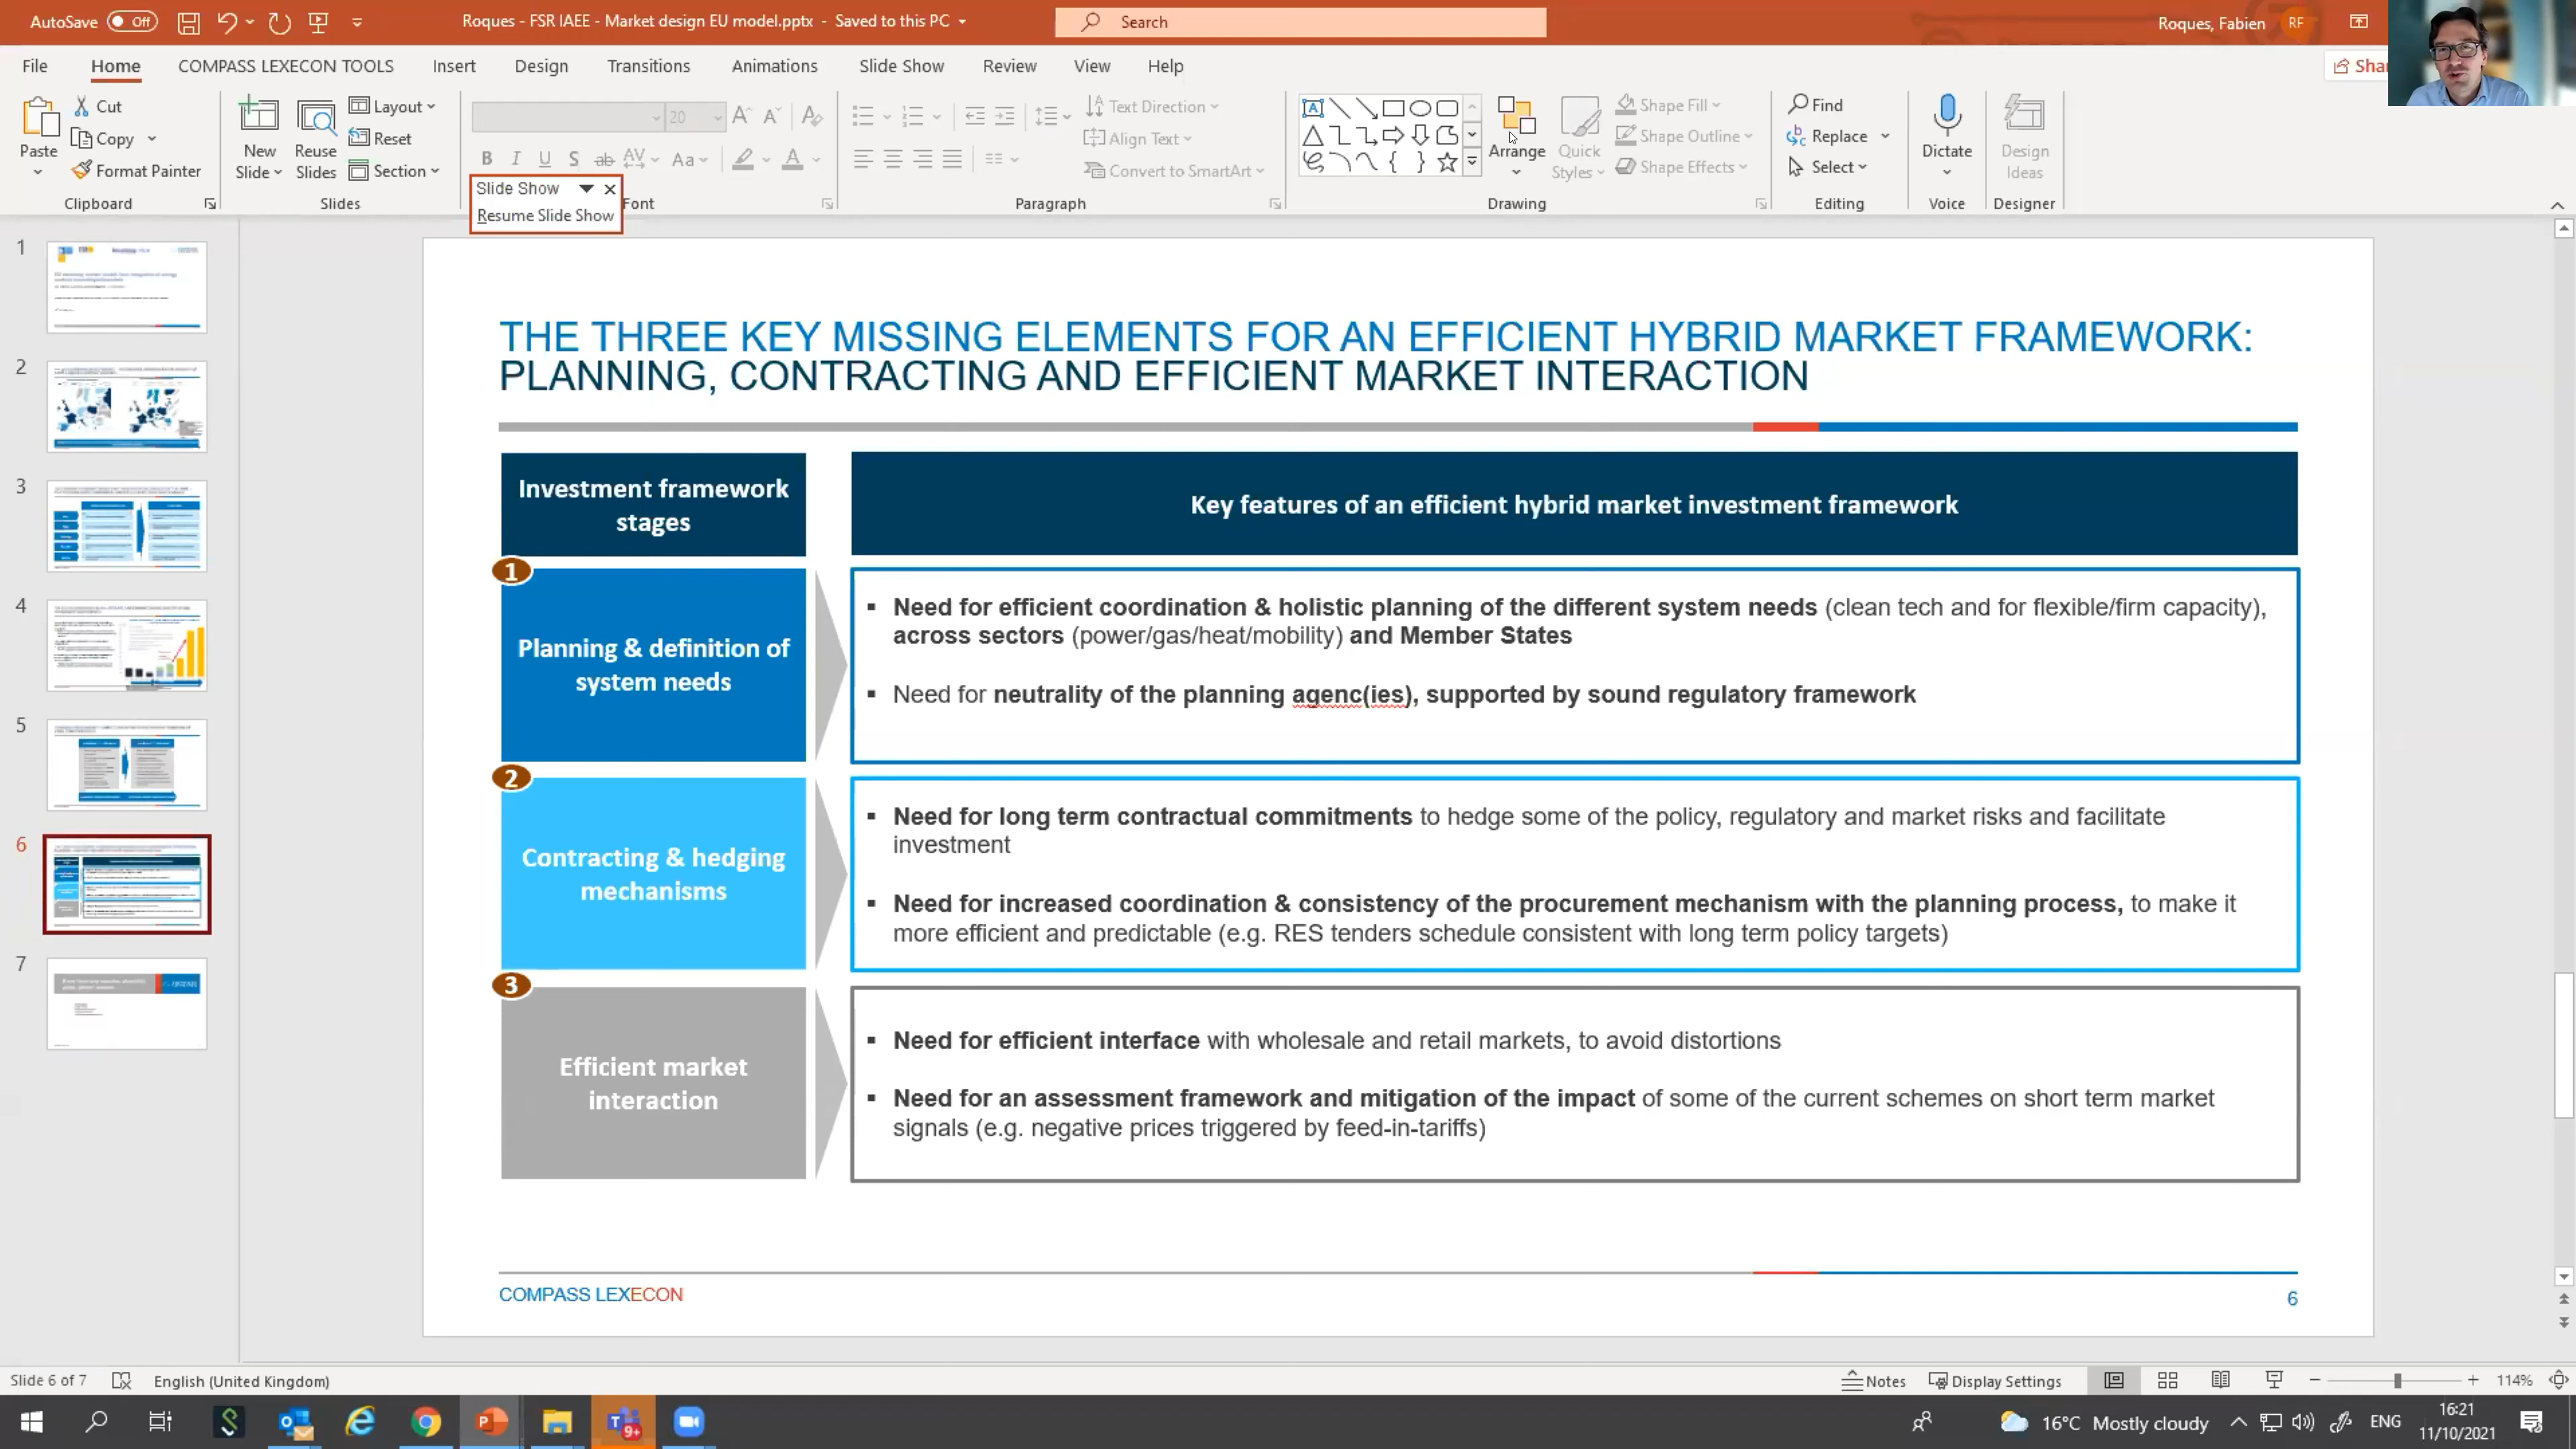 AutoSave Off
Roques - FSR IAEE - Market design EU model.pptx - Saved to this PC
Search
Roques, Fabien RF
File Home COMPASS LEXECON TOOLS Insert Design Transitions Animations Slide Show Review View Help
Paste
Cut
Copy
Format Painter
Clipboard
New Slide
Reuse Slides
Layout
Reset
Section
Slides
20
B I U S ab AV Aa A
Slide Show
Resume Slide Show
Font
Text Direction
Align Text
Convert to SmartArt
Paragraph
Arrange
Quick Styles
Shape Fill
Shape Outline
Shape Effects
Drawing
Find
Replace
Select
Editing
Dictate
Voice
Design Ideas
Designer
1
2
3
4
5
6
7
THE THREE KEY MISSING ELEMENTS FOR AN EFFICIENT HYBRID MARKET FRAMEWORK:
PLANNING, CONTRACTING AND EFFICIENT MARKET INTERACTION
Investment framework
stages
Key features of an efficient hybrid market investment framework
1
Planning & definition of
system needs
▪ Need for efficient coordination & holistic planning of the different system needs (clean tech and for flexible/firm capacity),
across sectors (power/gas/heat/mobility) and Member States
▪ Need for neutrality of the planning agenc(ies), supported by sound regulatory framework
2
Contracting & hedging
mechanisms
▪ Need for long term contractual commitments to hedge some of the policy, regulatory and market risks and facilitate
investment
▪ Need for increased coordination & consistency of the procurement mechanism with the planning process, to make it
more efficient and predictable (e.g. RES tenders schedule consistent with long term policy targets)
3
Efficient market
interaction
▪ Need for efficient interface with wholesale and retail markets, to avoid distortions
▪ Need for an assessment framework and mitigation of the impact of some of the current schemes on short term market
signals (e.g. negative prices triggered by feed-in-tariffs)
COMPASS LEXECON
6
Slide 6 of 7 English (United Kingdom) Notes Display Settings 114%
9+
16°C Mostly cloudy ENG
16:21
11/10/2021